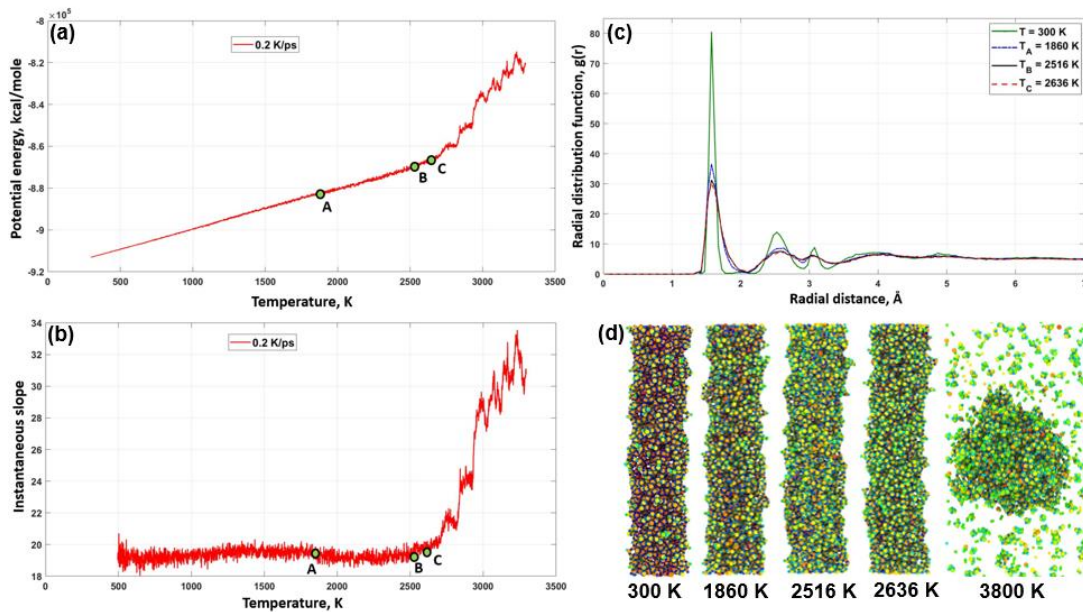 (a)
-8 ×10⁵
0.2 K/ps
-8.2
-8.4
-8.6
-8.8
-9
-9.2
Potential energy, kcal/mole
A
B
C
0 500 1000 1500 2000 2500 3000 3500
Temperature, K
(b)
0.2 K/ps
34
32
30
28
26
24
22
20
18
Instantaneous slope
A
B
C
0 500 1000 1500 2000 2500 3000 3500
Temperature, K
(c)
T = 300 K
T_A = 1860 K
T_B = 2516 K
T_C = 2636 K
80
70
60
50
40
30
20
10
0
Radial distribution function, g(r)
0 1 2 3 4 5 6 7
Radial distance, Å
(d)
300 K 1860 K 2516 K 2636 K 3800 K